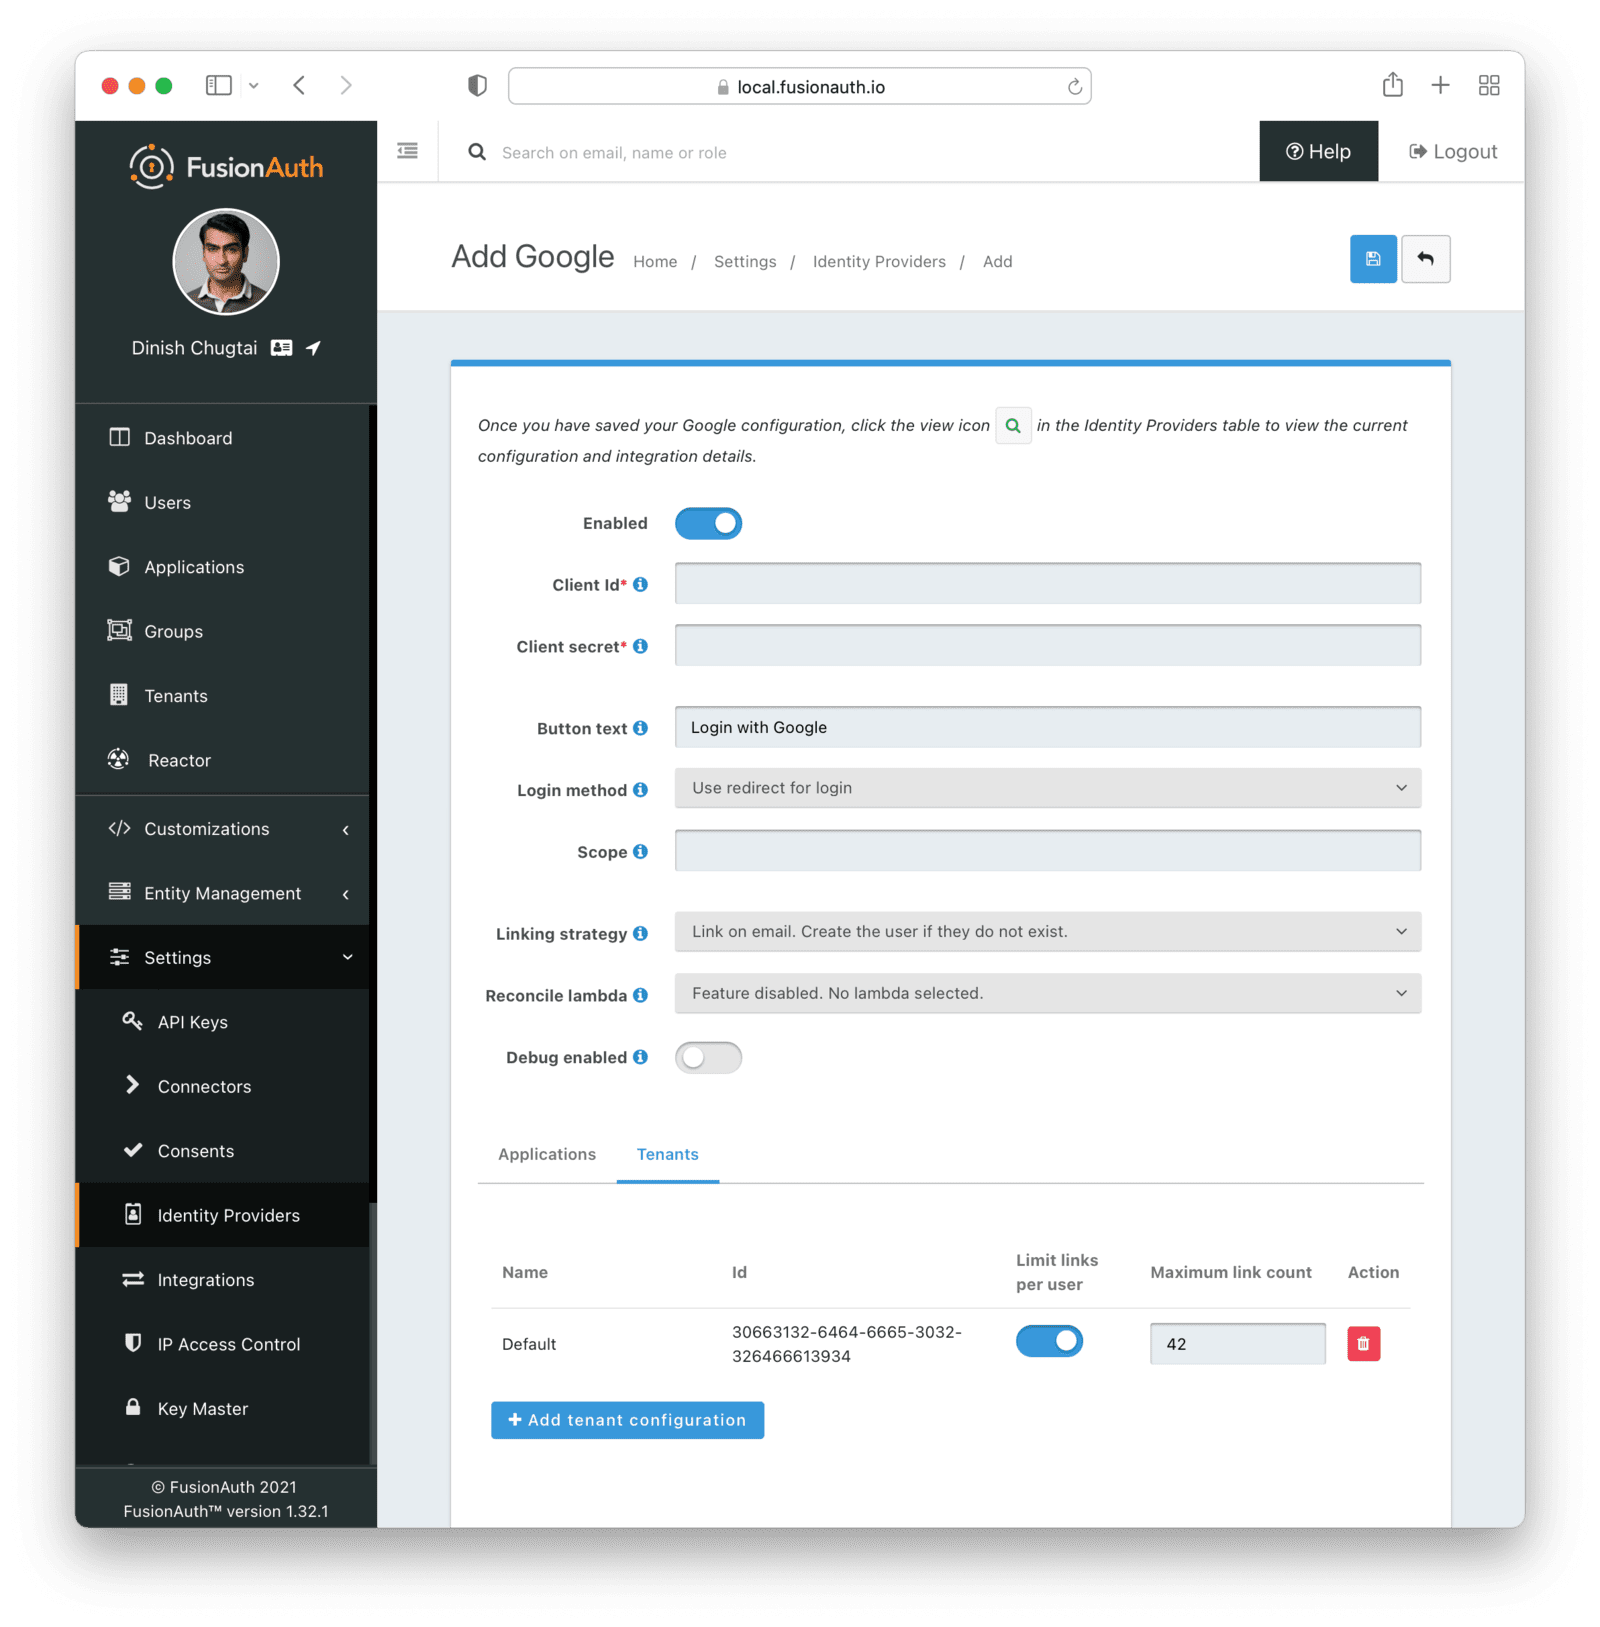 local.fusionauth.io
FusionAuth
Search on email, name or role
Help
Logout
Dinish Chugtai
Add Google
Home / Settings / Identity Providers / Add
Dashboard
Users
Applications
Groups
Tenants
Reactor
Customizations
Entity Management
Settings
API Keys
Connectors
Consents
Identity Providers
Integrations
IP Access Control
Key Master
© FusionAuth 2021
FusionAuth™ version 1.32.1
Once you have saved your Google configuration, click the view icon in the Identity Providers table to view the current
configuration and integration details.
Enabled
Client Id*
Client secret*
Button text
Login with Google
Login method
Use redirect for login
Scope
Linking strategy
Link on email. Create the user if they do not exist.
Reconcile lambda
Feature disabled. No lambda selected.
Debug enabled
Applications
Tenants
Name
Id
Limit links
per user
Maximum link count
Action
Default
30663132-6464-6665-3032-
326466613934
42
Add tenant configuration